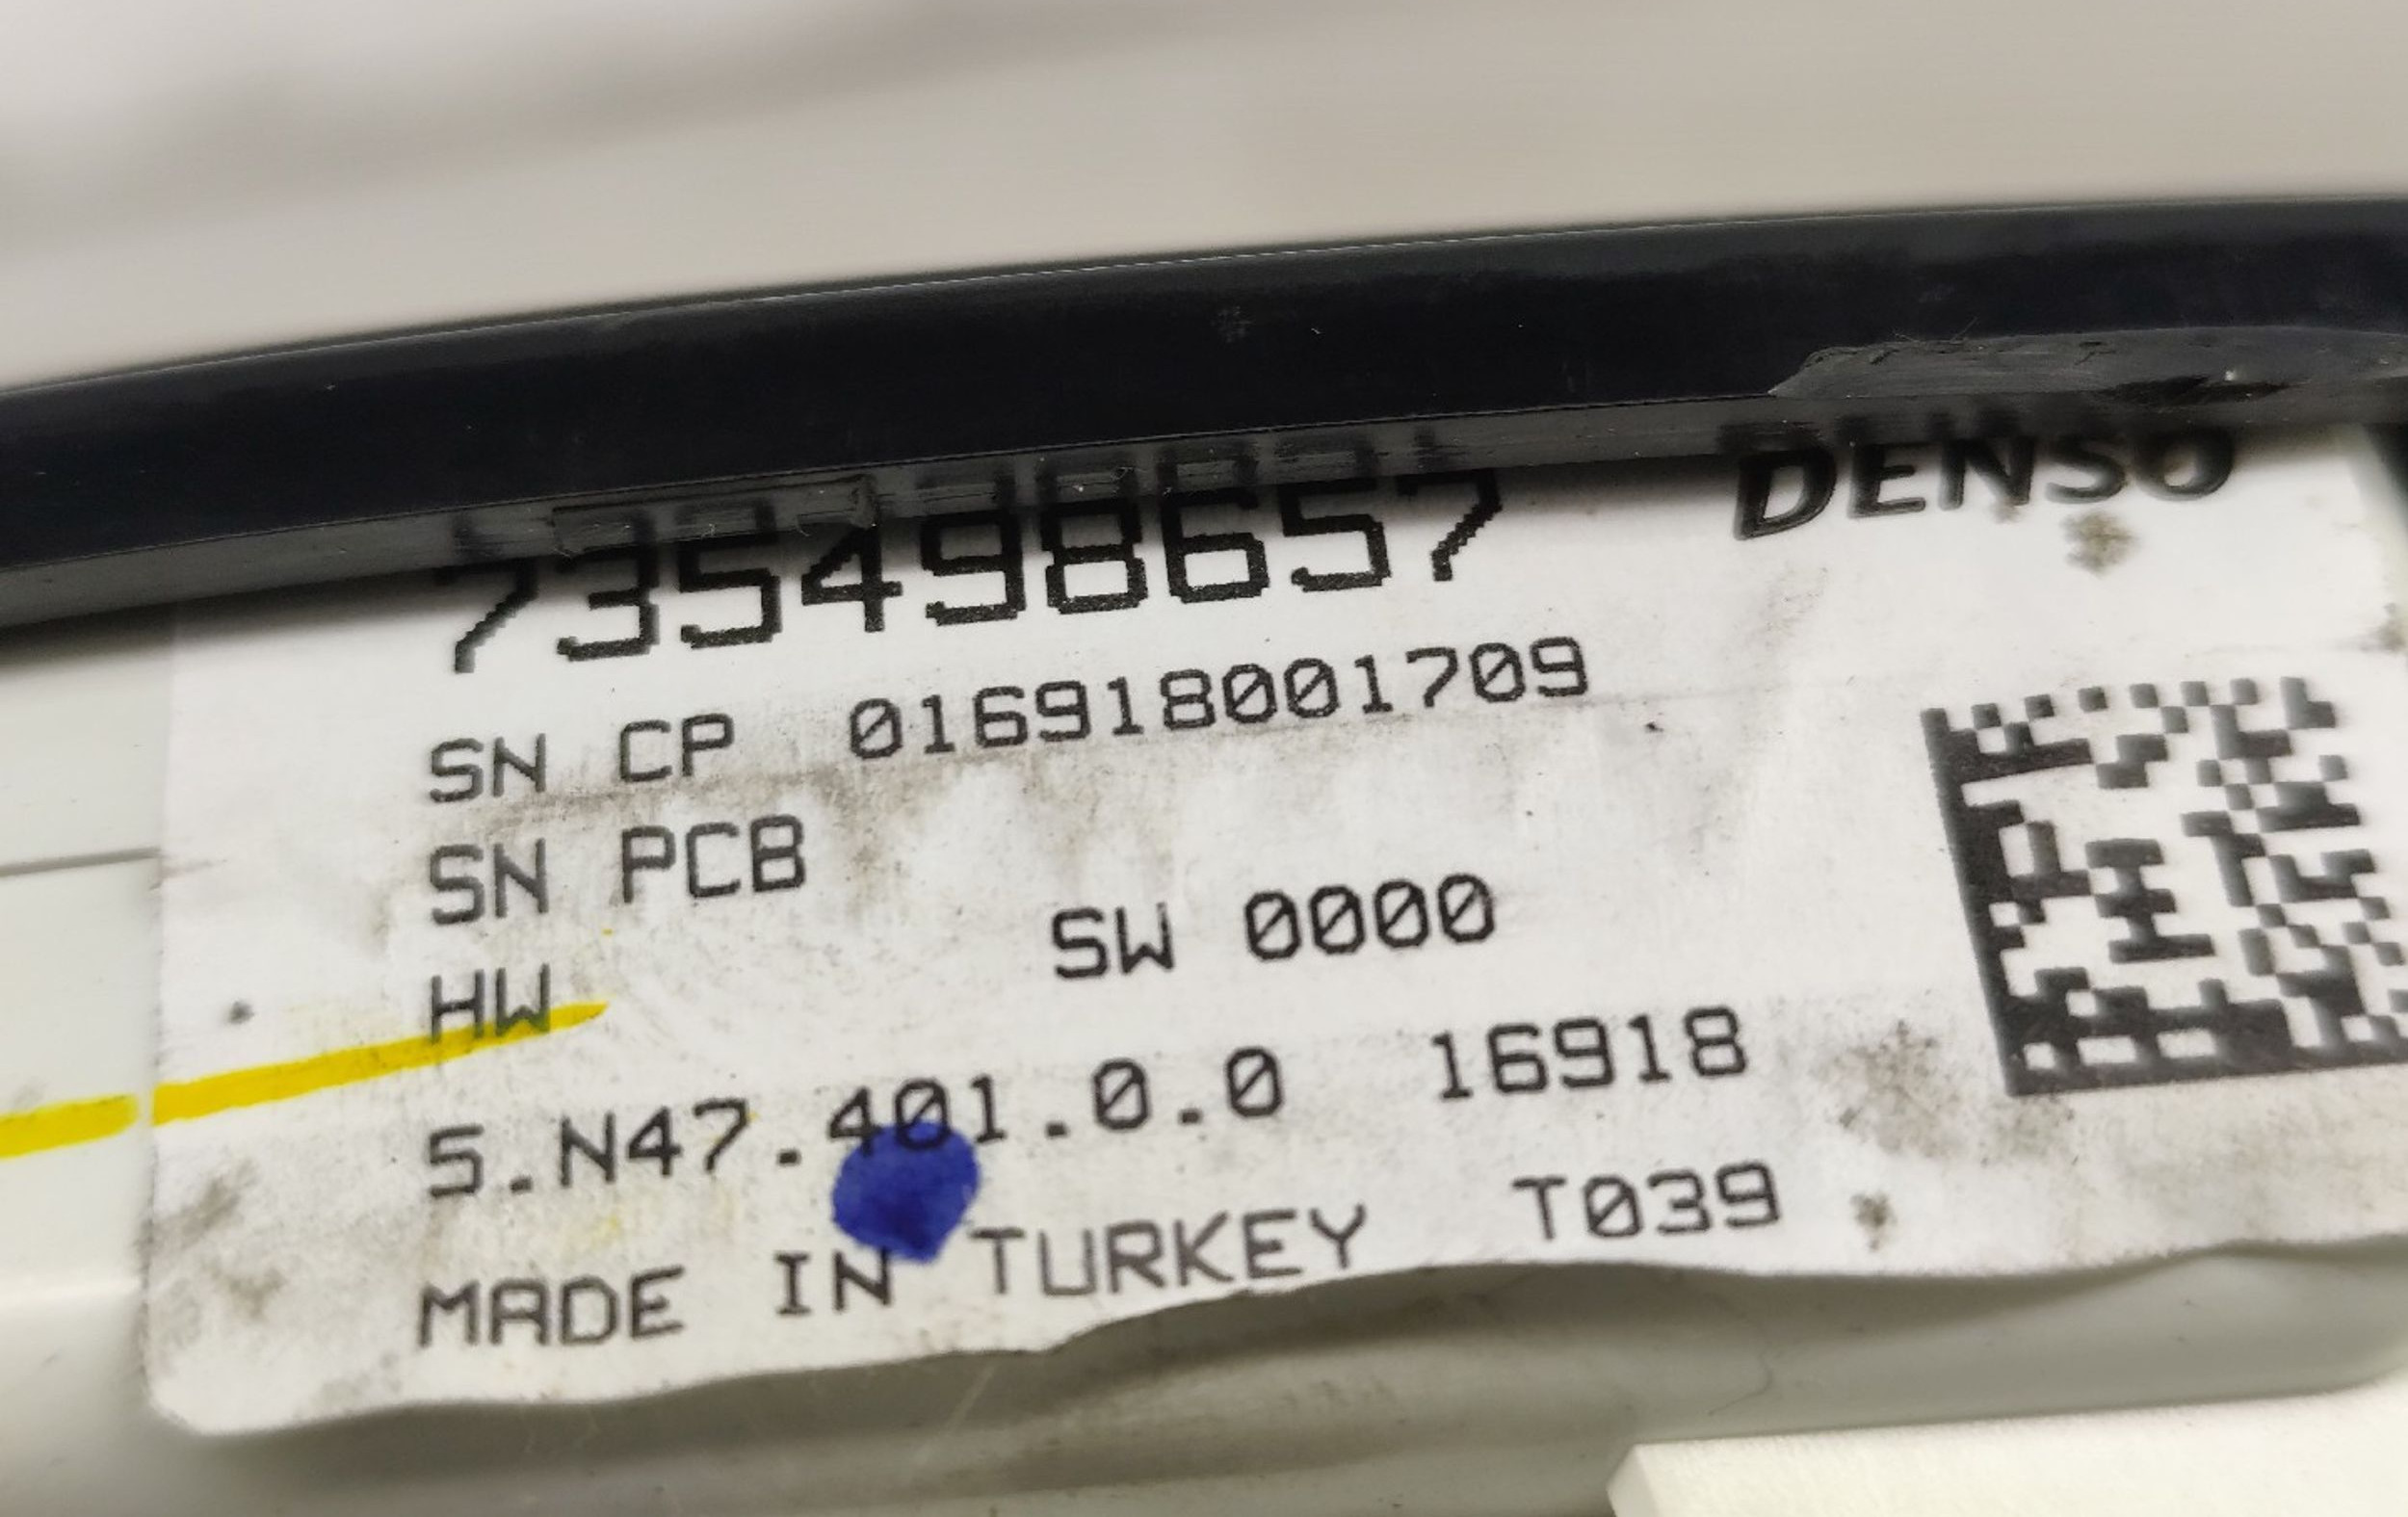 735498657 DENSO
SN CP 016918001709
SN PCB
HW SW 0000
5.N47.401.0.0 16918
MADE IN TURKEY T039